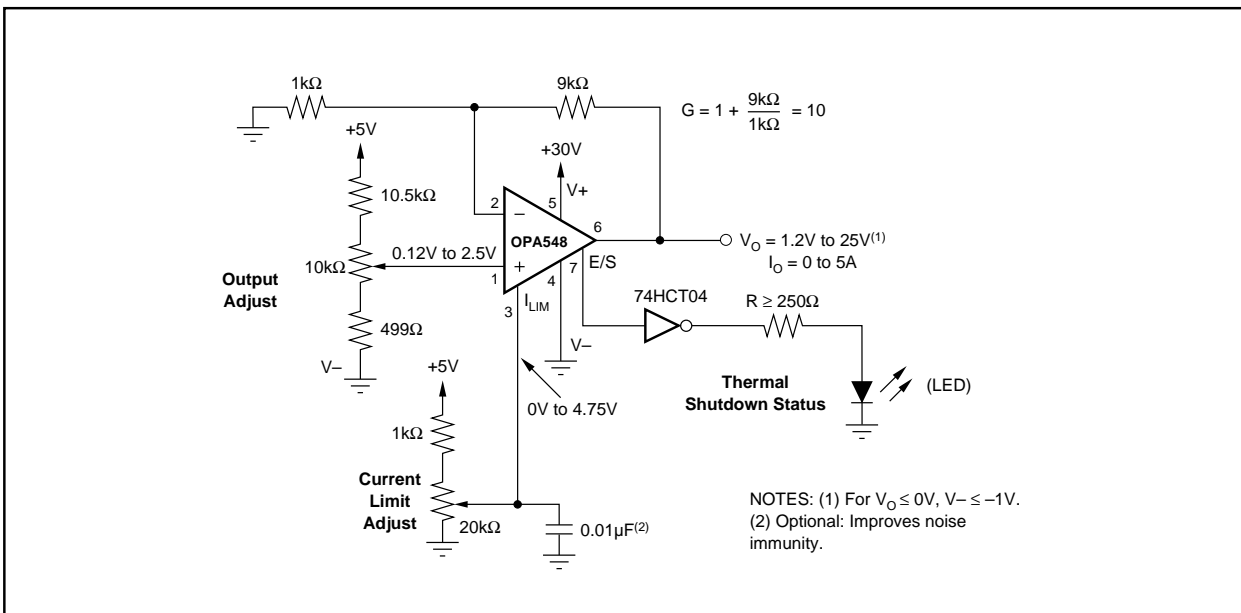 1kΩ
9kΩ
G = 1 + 9kΩ/1kΩ = 10
+5V
+30V
V+
10.5kΩ
2
–
5
6
OPA548
0.12V to 2.5V
+
1
10kΩ
Output
Adjust
4
7
E/S
V_O = 1.2V to 25V(1)
I_O = 0 to 5A
I_LIM
3
74HCT04
R ≥ 250Ω
499Ω
V–
V–
+5V
0V to 4.75V
Thermal
Shutdown Status
(LED)
1kΩ
Current
Limit
Adjust
20kΩ
0.01µF(2)
NOTES: (1) For V_O ≤ 0V, V– ≤ –1V.
(2) Optional: Improves noise
immunity.